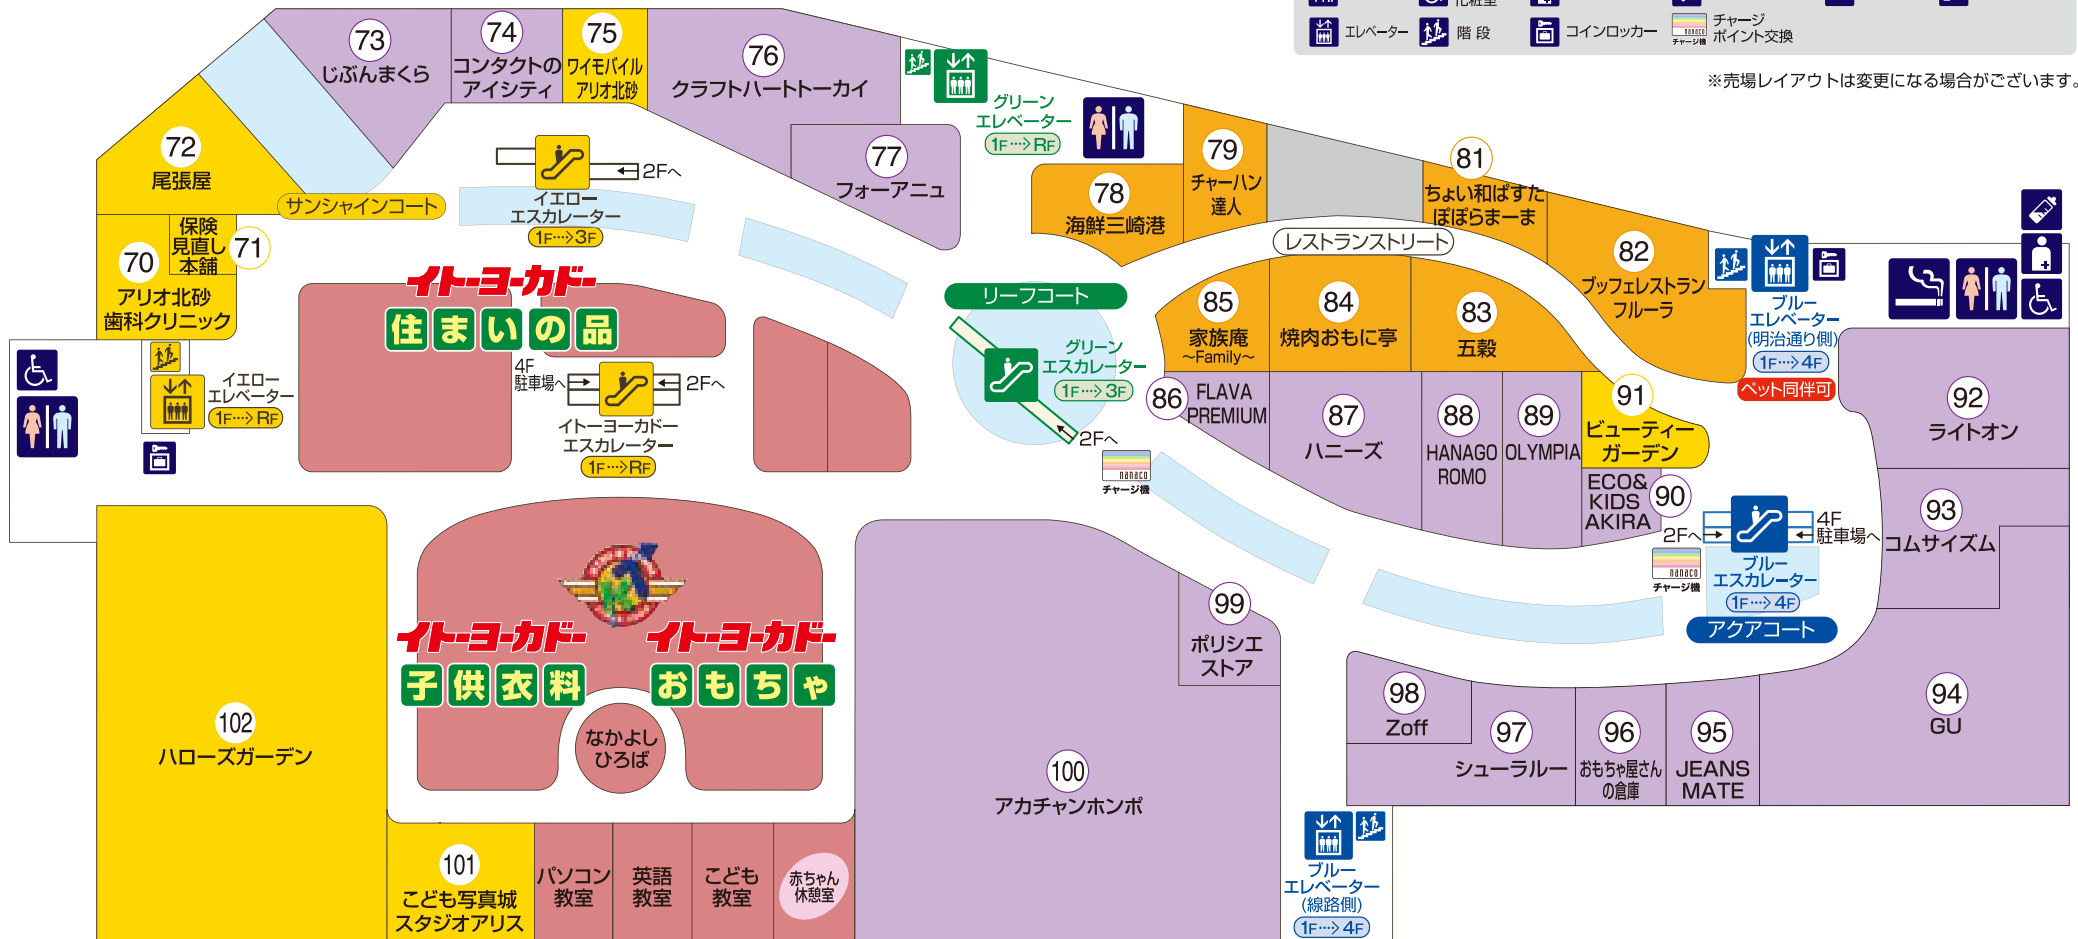 化粧室
エレベーター
階 段
コインロッカー
チャージ機
チャージ
ポイント交換
※売場レイアウトは変更になる場合がございます。
73
じぶんまくら
74
コンタクトの
アイシティ
75
ワイモバイル
アリオ北砂
76
クラフトハートトーカイ
77
フォーアニュ
グリーン
エレベーター
1F…>RF
72
尾張屋
サンシャインコート
2Fへ
イエロー
エスカレーター
1F…>3F
保険
見直し
本舗
71
70
アリオ北砂
歯科クリニック
イエロー
エレベーター
1F…>RF
イトーヨーカドー
住まいの品
4F
駐車場へ
2Fへ
イトーヨーカドー
エスカレーター
1F…>RF
リーフコート
グリーン
エスカレーター
1F…>3F
2Fへ
nanaco
チャージ機
78
海鮮三崎港
79
チャーハン
達人
81
ちょい和ぱすた
ぽぽらまーま
82
ブッフェレストラン
フルーラ
レストランストリート
85
家族庵
~Family~
84
焼肉おもに亭
83
五穀
86
FLAVA
PREMIUM
87
ハニーズ
88
HANAGO
ROMO
89
OLYMPIA
91
ビューティー
ガーデン
ECO&
KIDS
AKIRA
90
ブルー
エレベーター
(明治通り側)
1F…>4F
ペット同伴可
92
ライトオン
93
コムサイズム
94
GU
2Fへ
4F
駐車場へ
nanaco
チャージ機
ブルー
エスカレーター
1F…>4F
アクアコート
98
Zoff
97
シューラルー
96
おもちゃ屋さん
の倉庫
95
JEANS
MATE
99
ポリシエ
ストア
100
アカチャンホンポ
ブルー
エレベーター
(線路側)
1F…>4F
イトーヨーカドー
子供衣料
イトーヨーカドー
おもちゃ
なかよし
ひろば
102
ハローズガーデン
101
こども写真城
スタジオアリス
パソコン
教室
英語
教室
こども
教室
赤ちゃん
休憩室